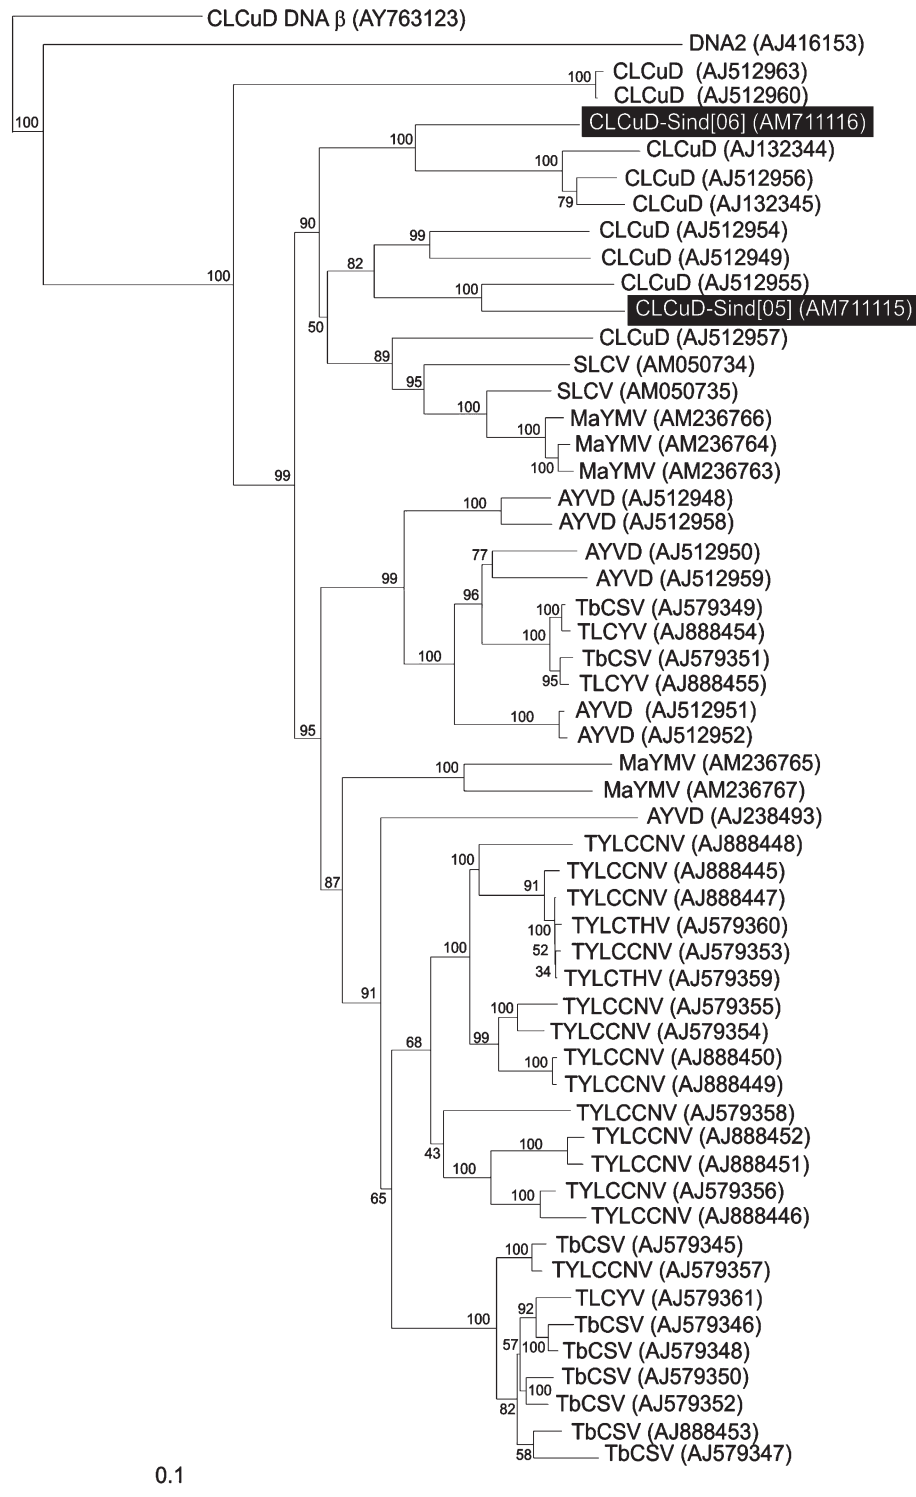 CLCuD DNA β (AY763123)
DNA2 (AJ416153)
100
CLCuD (AJ512963)
100
CLCuD (AJ512960)
CLCuD-Sind[06] (AM711116)
100
CLCuD (AJ132344)
100
CLCuD (AJ512956)
79
CLCuD (AJ132345)
90
CLCuD (AJ512954)
99
CLCuD (AJ512949)
82
100
CLCuD (AJ512955)
100
CLCuD-Sind[05] (AM711115)
50
CLCuD (AJ512957)
89
SLCV (AM050734)
95
SLCV (AM050735)
100
MaYMV (AM236766)
100
MaYMV (AM236764)
100
MaYMV (AM236763)
99
AYVD (AJ512948)
100
AYVD (AJ512958)
AYVD (AJ512950)
77
AYVD (AJ512959)
99
96
TbCSV (AJ579349)
100
TLCYV (AJ888454)
100
TbCSV (AJ579351)
100
TLCYV (AJ888455)
95
AYVD (AJ512951)
100
AYVD (AJ512952)
95
MaYMV (AM236765)
100
MaYMV (AM236767)
AYVD (AJ238493)
TYLCCNV (AJ888448)
100
TYLCCNV (AJ888445)
91
87
TYLCCNV (AJ888447)
TYLCTHV (AJ579360)
100
TYLCCNV (AJ579353)
52
100
TYLCTHV (AJ579359)
34
91
TYLCCNV (AJ579355)
100
TYLCCNV (AJ579354)
99
68
TYLCCNV (AJ888450)
100
TYLCCNV (AJ888449)
TYLCCNV (AJ579358)
TYLCCNV (AJ888452)
100
43
TYLCCNV (AJ888451)
100
TYLCCNV (AJ579356)
100
65
TYLCCNV (AJ888446)
TbCSV (AJ579345)
100
TYLCCNV (AJ579357)
TLCYV (AJ579361)
92
100
TbCSV (AJ579346)
57
100
TbCSV (AJ579348)
TbCSV (AJ579350)
100
TbCSV (AJ579352)
82
TbCSV (AJ888453)
58
TbCSV (AJ579347)
0.1